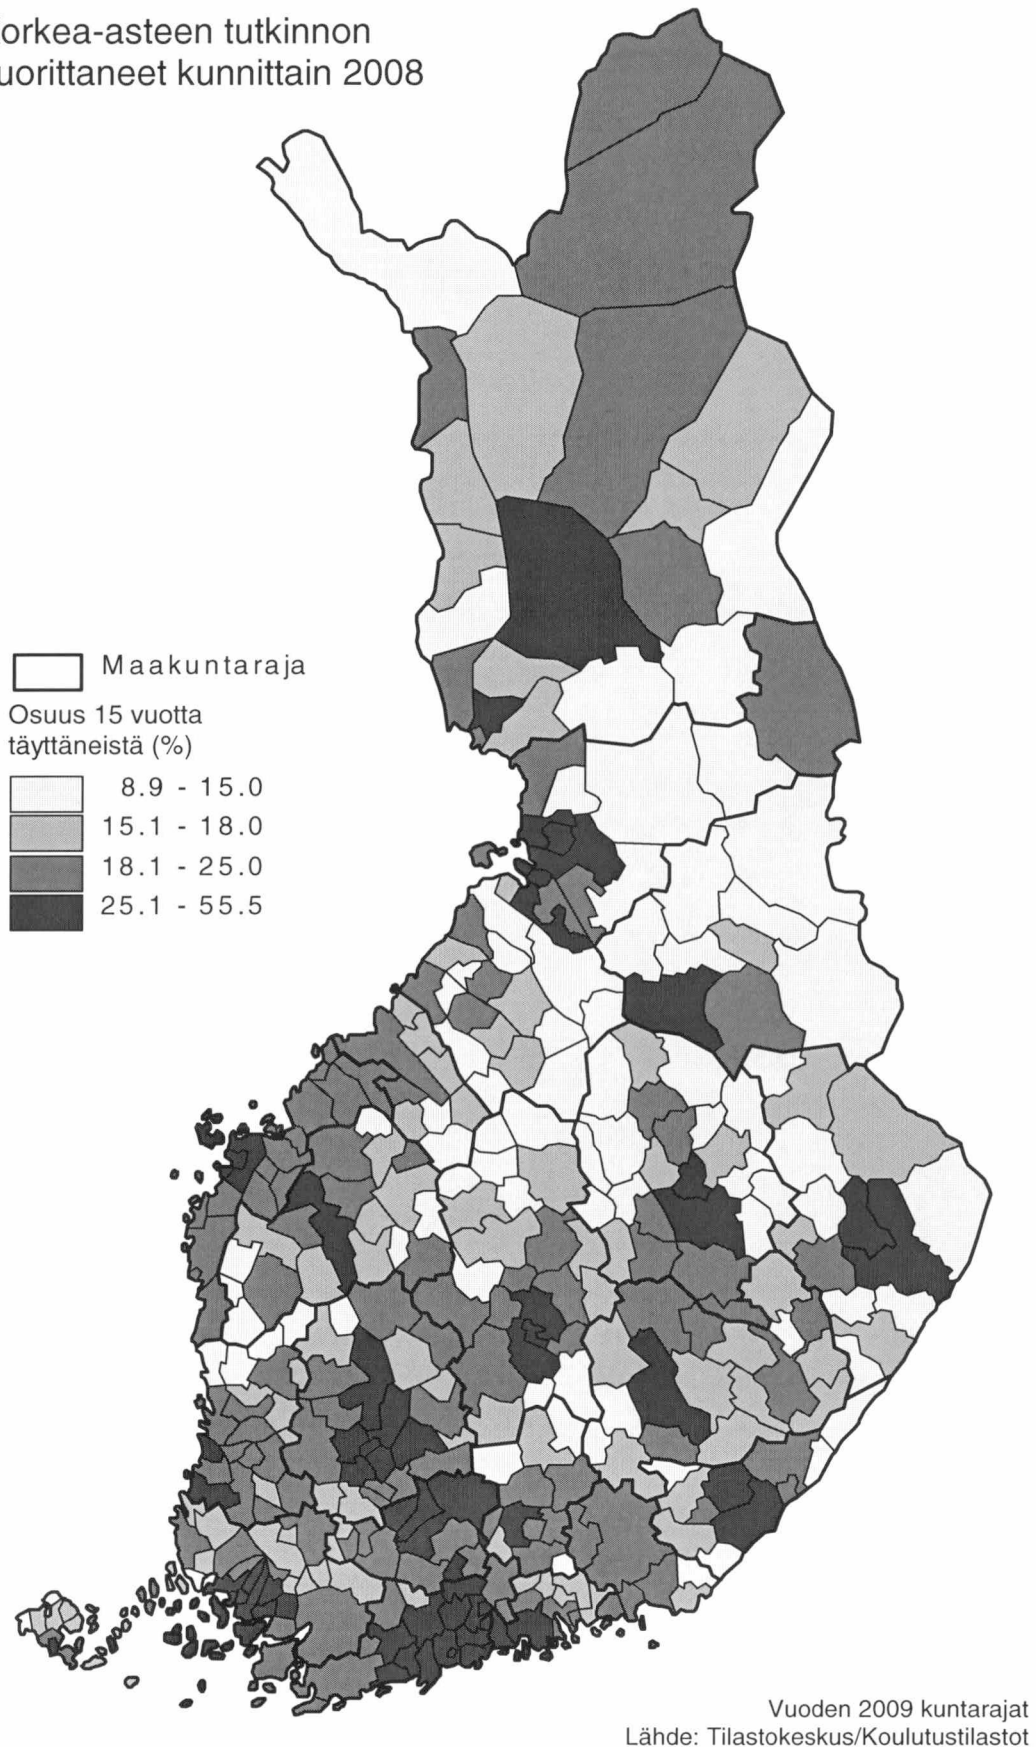 orkea-asteen tutkinnon
uorittaneet kunnittain 2008
Maakuntaraja
Osuus 15 vuotta
täyttäneistä (%)
8.9 - 15.0
15.1 - 18.0
18.1 - 25.0
25.1 - 55.5
Vuoden 2009 kuntarajat
Lähde: Tilastokeskus/Koulutustilastot